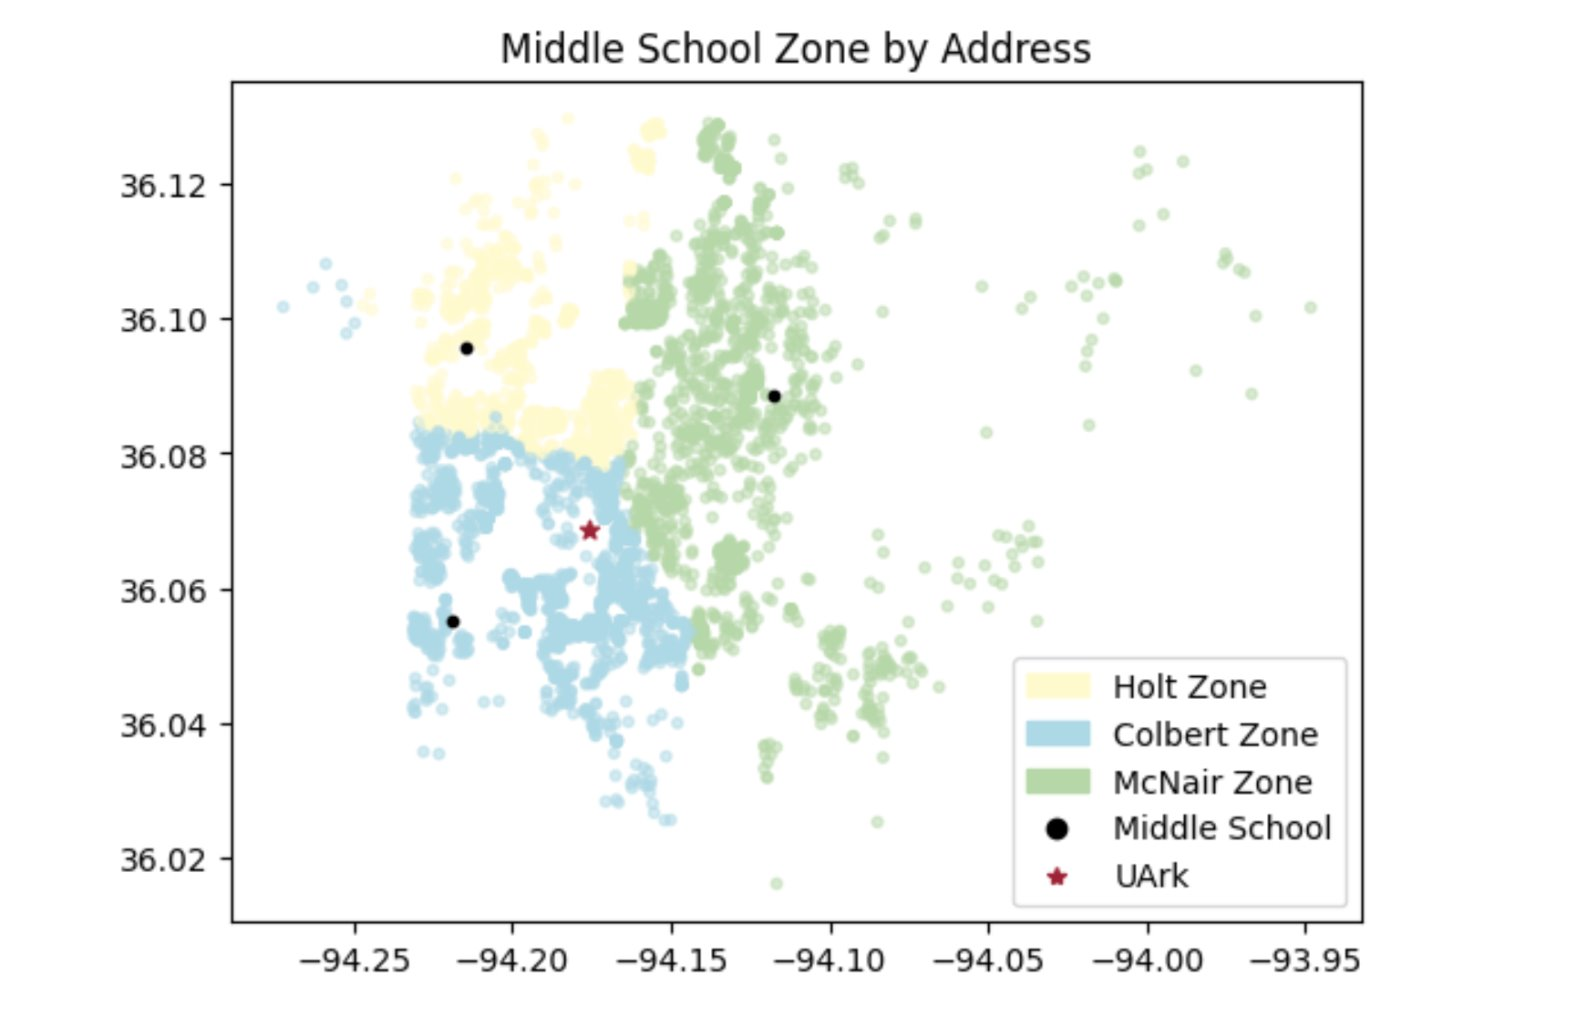 Middle School Zone by Address
36.12
36.10
36.08
36.06
36.04
36.02
−94.25 −94.20 −94.15 −94.10 −94.05 −94.00 −93.95
Holt Zone
Colbert Zone
McNair Zone
Middle School
UArk